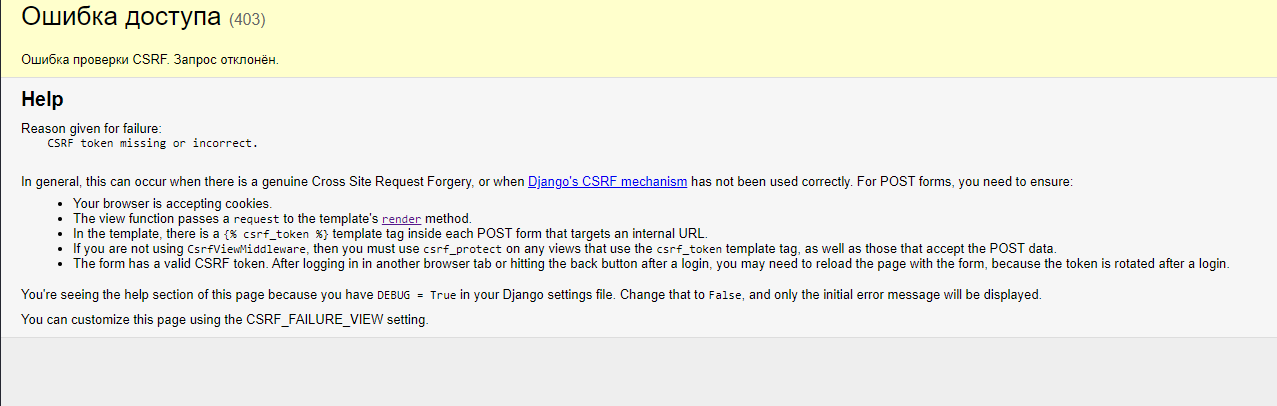 Ошибка доступа (403)
Ошибка проверки CSRF. Запрос отклонён.
Help
Reason given for failure:
CSRF token missing or incorrect.
In general, this can occur when there is a genuine Cross Site Request Forgery, or when Django's CSRF mechanism has not been used correctly. For POST forms, you need to ensure:
• Your browser is accepting cookies.
• The view function passes a request to the template's render method.
• In the template, there is a {% csrf_token %} template tag inside each POST form that targets an internal URL.
• If you are not using CsrfViewMiddleware, then you must use csrf_protect on any views that use the csrf_token template tag, as well as those that accept the POST data.
• The form has a valid CSRF token. After logging in in another browser tab or hitting the back button after a login, you may need to reload the page with the form, because the token is rotated after a login.
You're seeing the help section of this page because you have DEBUG = True in your Django settings file. Change that to False, and only the initial error message will be displayed.
You can customize this page using the CSRF_FAILURE_VIEW setting.